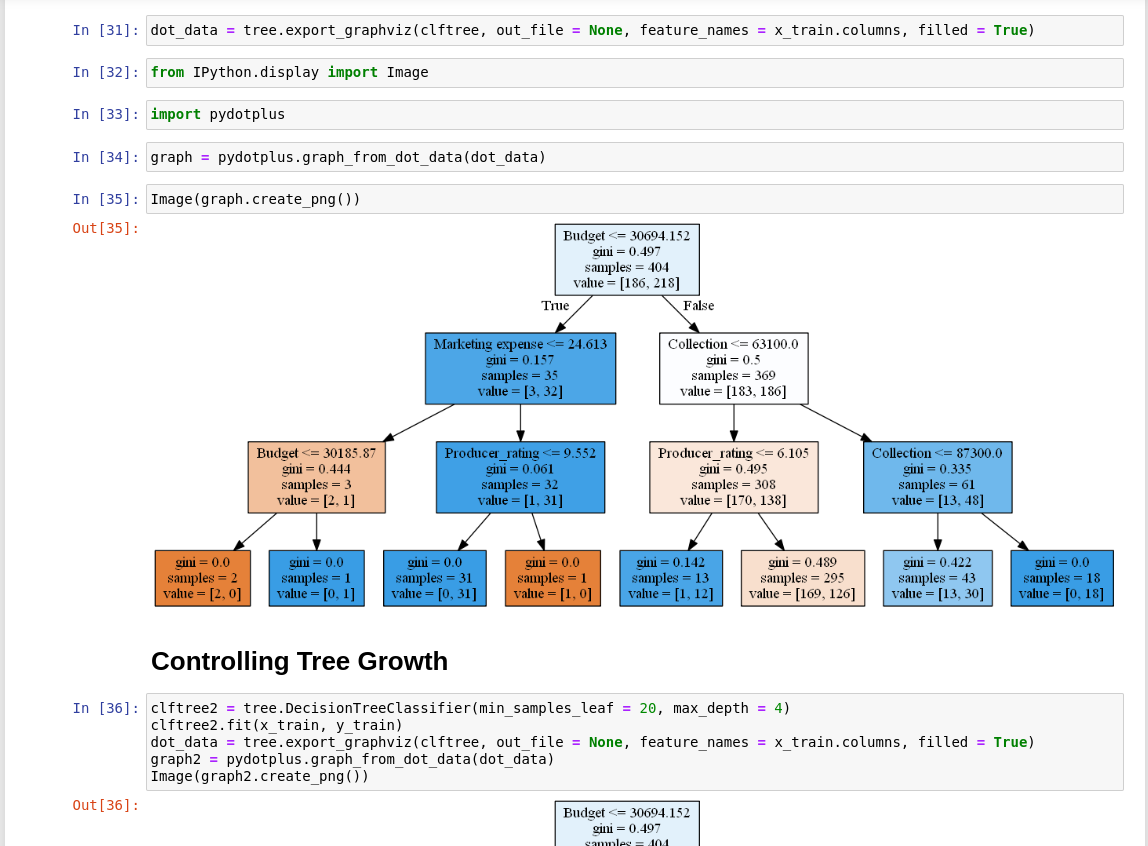 In [31]: dot_data = tree.export_graphviz(clftree, out_file = None, feature_names = x_train.columns, filled = True)
In [32]: from IPython.display import Image
In [33]: import pydotplus
In [34]: graph = pydotplus.graph_from_dot_data(dot_data)
In [35]: Image(graph.create_png())
Out[35]:
Budget <= 30694.152
gini = 0.497
samples = 404
value = [186, 218]
True
False
Marketing expense <= 24.613
gini = 0.157
samples = 35
value = [3, 32]
Collection <= 63100.0
gini = 0.5
samples = 369
value = [183, 186]
Budget <= 30185.87
gini = 0.444
samples = 3
value = [2, 1]
Producer_rating <= 9.552
gini = 0.061
samples = 32
value = [1, 31]
Producer_rating <= 6.105
gini = 0.495
samples = 308
value = [170, 138]
Collection <= 87300.0
gini = 0.335
samples = 61
value = [13, 48]
gini = 0.0
samples = 2
value = [2, 0]
gini = 0.0
samples = 1
value = [0, 1]
gini = 0.0
samples = 31
value = [0, 31]
gini = 0.0
samples = 1
value = [1, 0]
gini = 0.142
samples = 13
value = [1, 12]
gini = 0.489
samples = 295
value = [169, 126]
gini = 0.422
samples = 43
value = [13, 30]
gini = 0.0
samples = 18
value = [0, 18]
Controlling Tree Growth
In [36]: clftree2 = tree.DecisionTreeClassifier(min_samples_leaf = 20, max_depth = 4)
clftree2.fit(x_train, y_train)
dot_data = tree.export_graphviz(clftree, out_file = None, feature_names = x_train.columns, filled = True)
graph2 = pydotplus.graph_from_dot_data(dot_data)
Image(graph2.create_png())
Out[36]:
Budget <= 30694.152
gini = 0.497
samples = 404